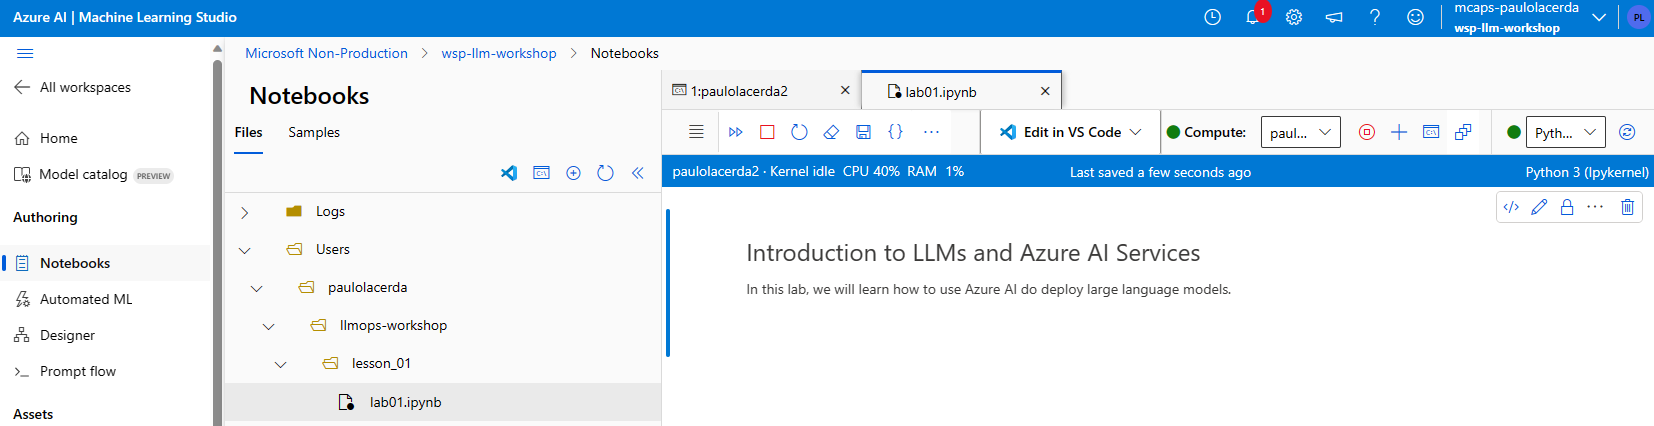 Azure AI | Machine Learning Studio
1
mcaps-paulolacerda
wsp-llm-workshop
PL
All workspaces
Home
Model catalog PREVIEW
Authoring
Notebooks
Automated ML
Designer
Prompt flow
Assets
Microsoft Non-Production > wsp-llm-workshop > Notebooks
Notebooks
Files Samples
Logs
Users
paulolacerda
llmops-workshop
lesson_01
lab01.ipynb
1:paulolacerda2
lab01.ipynb
Edit in VS Code
Compute: paul...
Pyth...
paulolacerda2 · Kernel idle CPU 40% RAM 1%
Last saved a few seconds ago
Python 3 (Ipykernel)
Introduction to LLMs and Azure AI Services
In this lab, we will learn how to use Azure AI do deploy large language models.